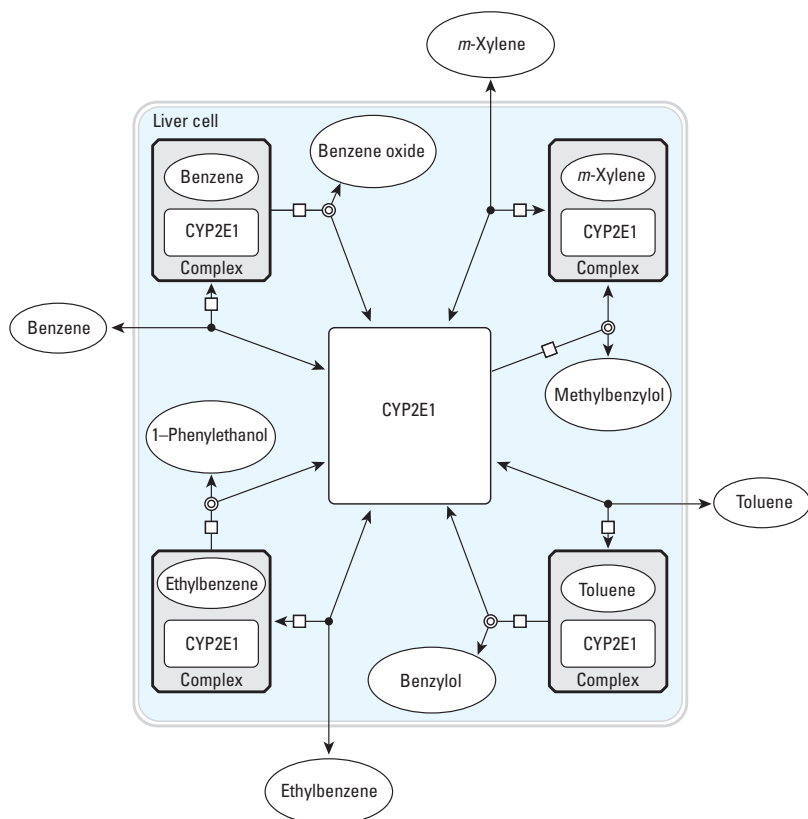 m-Xylene
Liver cell
Benzene oxide
Benzene
CYP2E1
Complex
m-Xylene
CYP2E1
Complex
Benzene
CYP2E1
Methylbenzylol
1–Phenylethanol
Toluene
Ethylbenzene
CYP2E1
Complex
Toluene
CYP2E1
Complex
Benzylol
Ethylbenzene